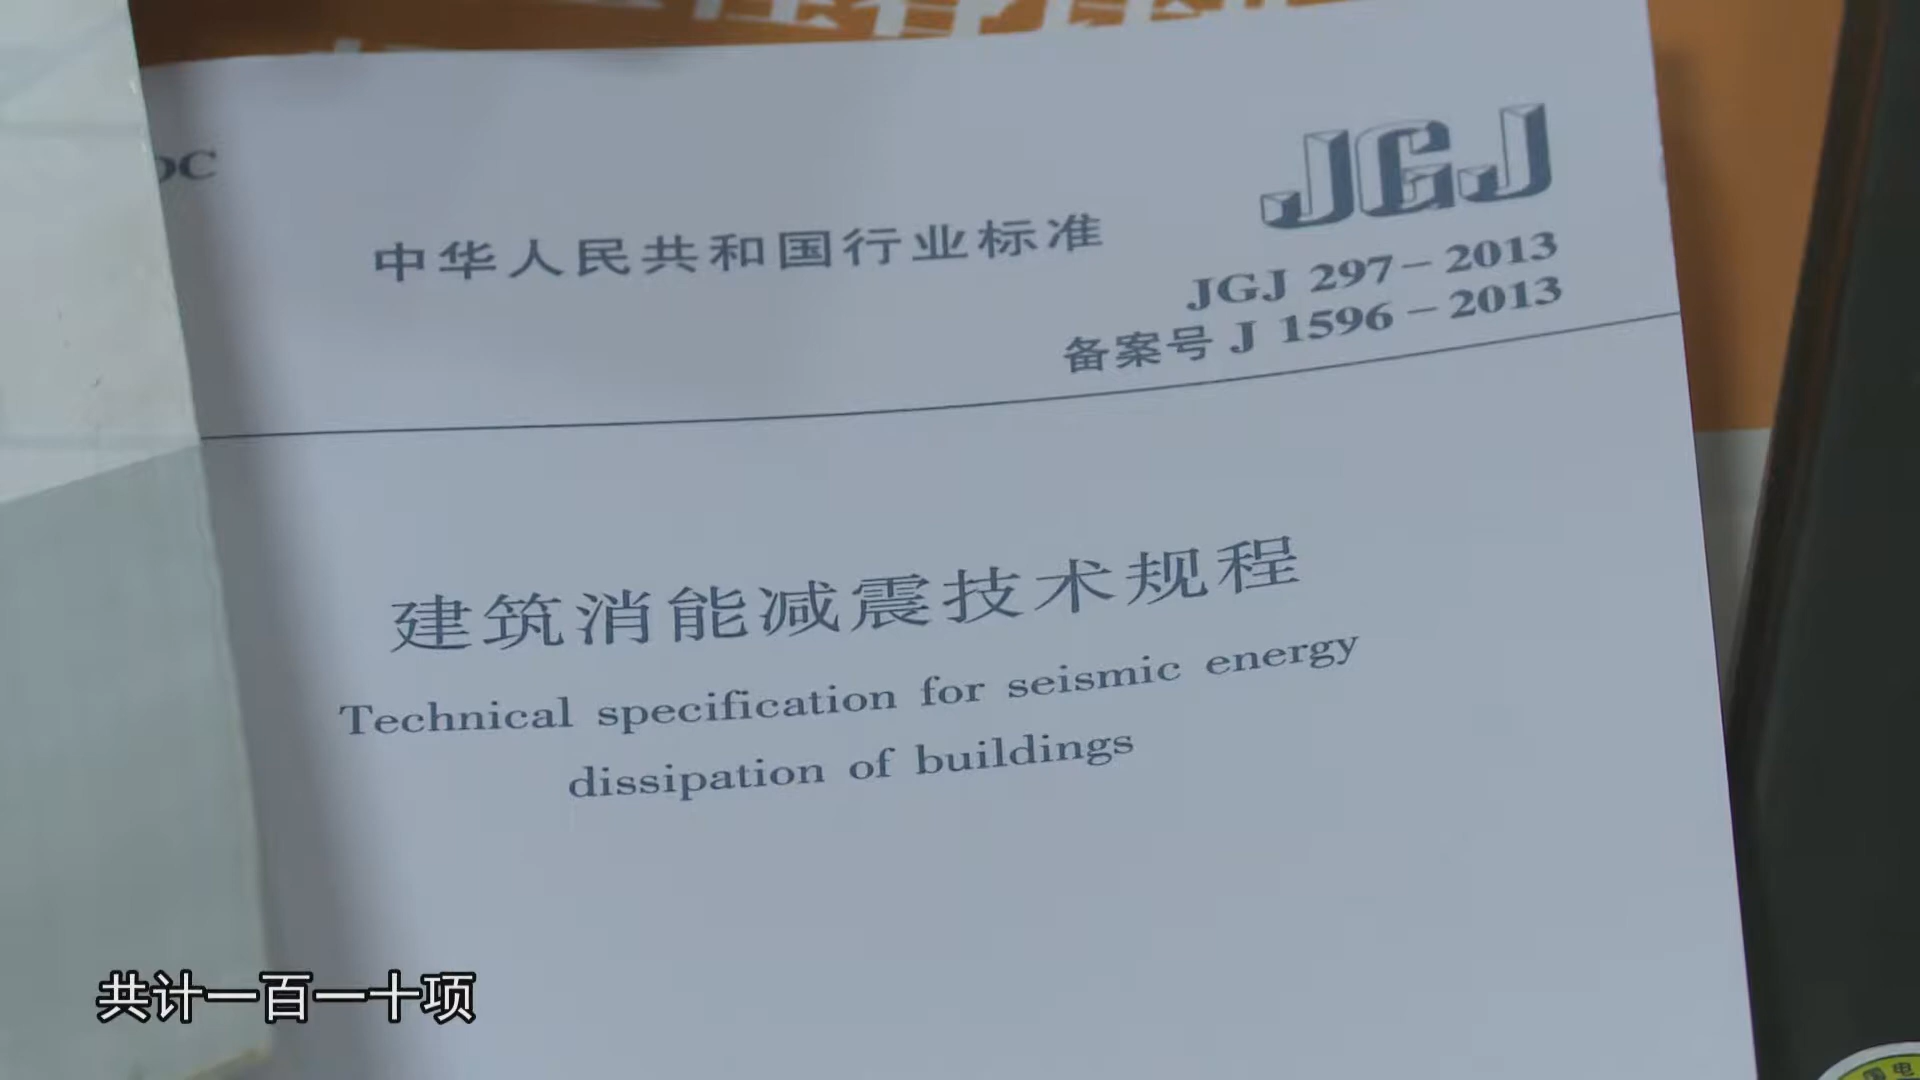 JGJ
中华人民共和国行业标准
JGJ 297-2013
备案号 J 1596-2013
建筑消能减震技术规程
Technical specification for seismic energy
dissipation of buildings
共计一百一十项